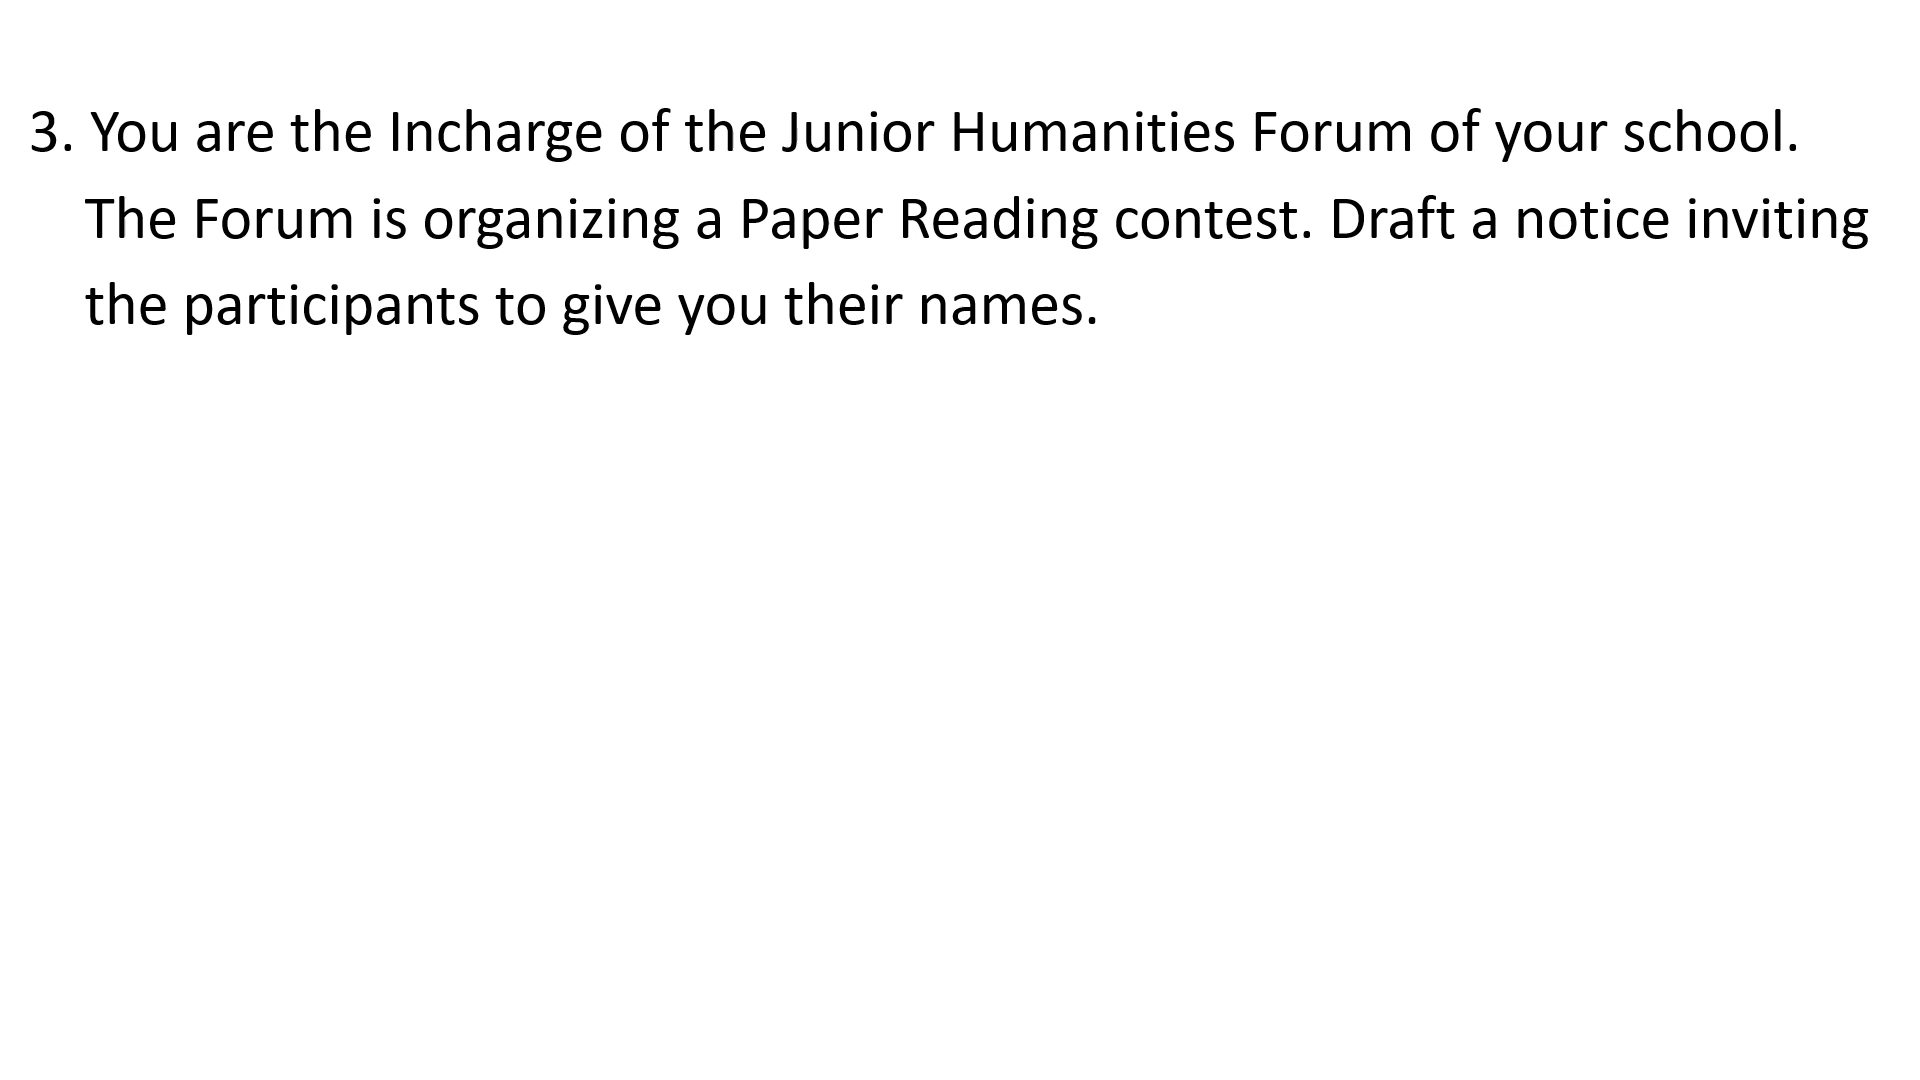 3. You are the Incharge of the Junior Humanities Forum of your school.
The Forum is organizing a Paper Reading contest. Draft a notice inviting
the participants to give you their names.